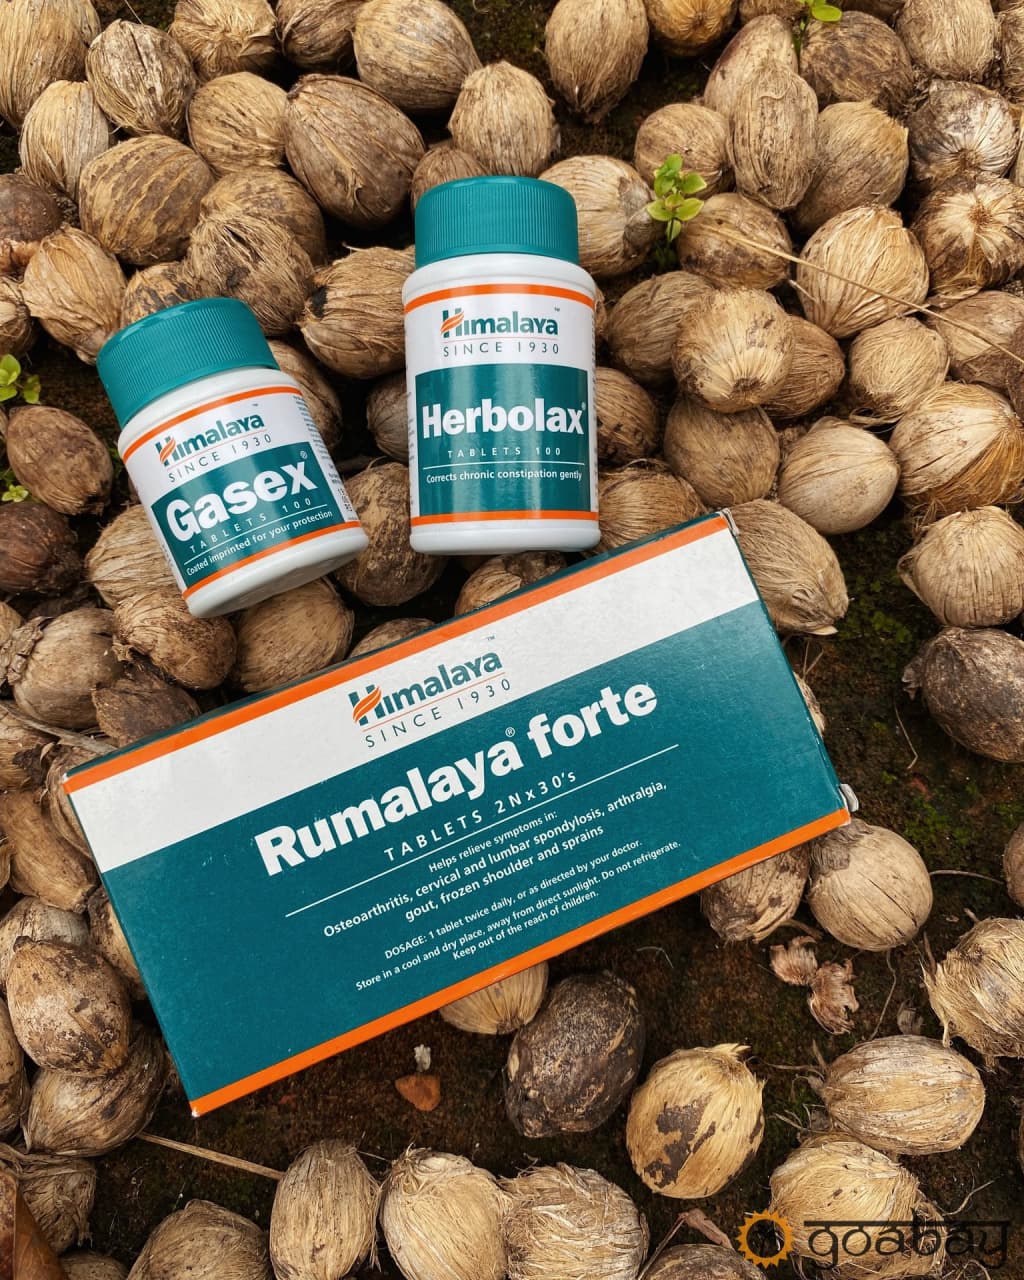 Himalaya™
SINCE 1930
Herbolax®
TABLETS 100
Corrects chronic constipation gently
Himalaya™
SINCE 1930
Gasex®
TABLETS 100
Coated imprinted for your protection
Himalaya™
SINCE 1930
Rumalaya® forte
TABLETS 2N x 30's
Helps relieve symptoms in:
Osteoarthritis, cervical and lumbar spondylosis, arthralgia,
gout, frozen shoulder and sprains
DOSAGE: 1 tablet twice daily, or as directed by your doctor.
Store in a cool and dry place, away from direct sunlight. Do not refrigerate.
Keep out of the reach of children.
goabay